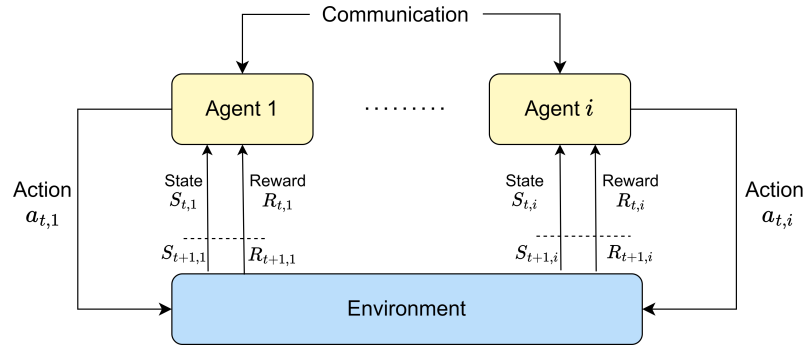 Communication
Agent 1
.........
Agent i
State
S_{t,1}
Reward
R_{t,1}
State
S_{t,i}
Reward
R_{t,i}
Action
a_{t,1}
Action
a_{t,i}
S_{t+1,1}
R_{t+1,1}
S_{t+1,i}
R_{t+1,i}
Environment